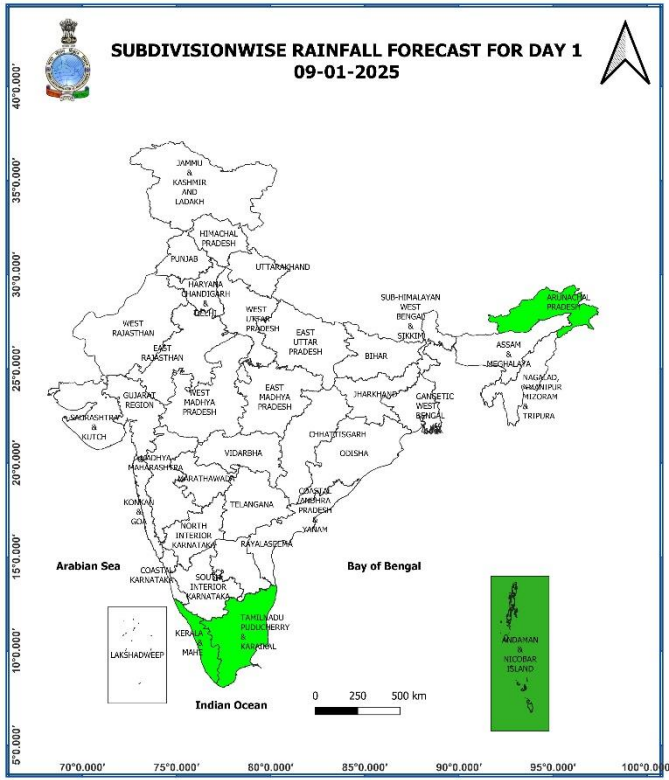 SUBDIVISIONWISE RAINFALL FORECAST FOR DAY 1
09-01-2025
40°0.000'
35°0.000'
30°0.000'
25°0.000'
20°0.000'
15°0.000'
10°0.000'
5°0.000'
JAMMU
&
KASHMIR
AND
LADAKH
HIMACHAL
PRADESH
PUNJAB
UTTARAKHAND
HARYANA
CHANDIGARH
&
DELHI
WEST
UTTAR
PRADESH
SUB-HIMALAYAN
WEST
BENGAL
&
SIKKIM
ARUNACHAL
PRADESH
WEST
RAJASTHAN
EAST
RAJASTHAN
EAST
UTTAR
PRADESH
BIHAR
ASSAM
&
MEGHALAYA
NAGALAD,
MANIPUR
MIZORAM
&
TRIPURA
GUJARAT
REGION
WEST
MADHYA
PRADESH
EAST
MADHYA
PRADESH
JHARKHAND
GANGETIC
WEST
BENGAL
SAURASHTRA
&
KUTCH
CHHATTISGARH
ODISHA
MADHYA
MAHARASHTRA
VIDARBHA
MARATHAWADA
KONKAN
&
GOA
TELANGANA
COASTAL
ANDHRA
PRADESH
&
YANAM
NORTH
INTERIOR
KARNATAKA
RAYALASEEMA
Arabian Sea
Bay of Bengal
COASTAL
KARNATAKA
SOUTH
INTERIOR
KARNATAKA
TAMILNADU
PUDUCHERRY
&
KARAIKAL
KERALA
&
MAHE
LAKSHADWEEP
ANDAMAN
&
NICOBAR
ISLAND
Indian Ocean
0 250 500 km
70°0.000' 75°0.000' 80°0.000' 85°0.000' 90°0.000' 95°0.000' 100°0.000